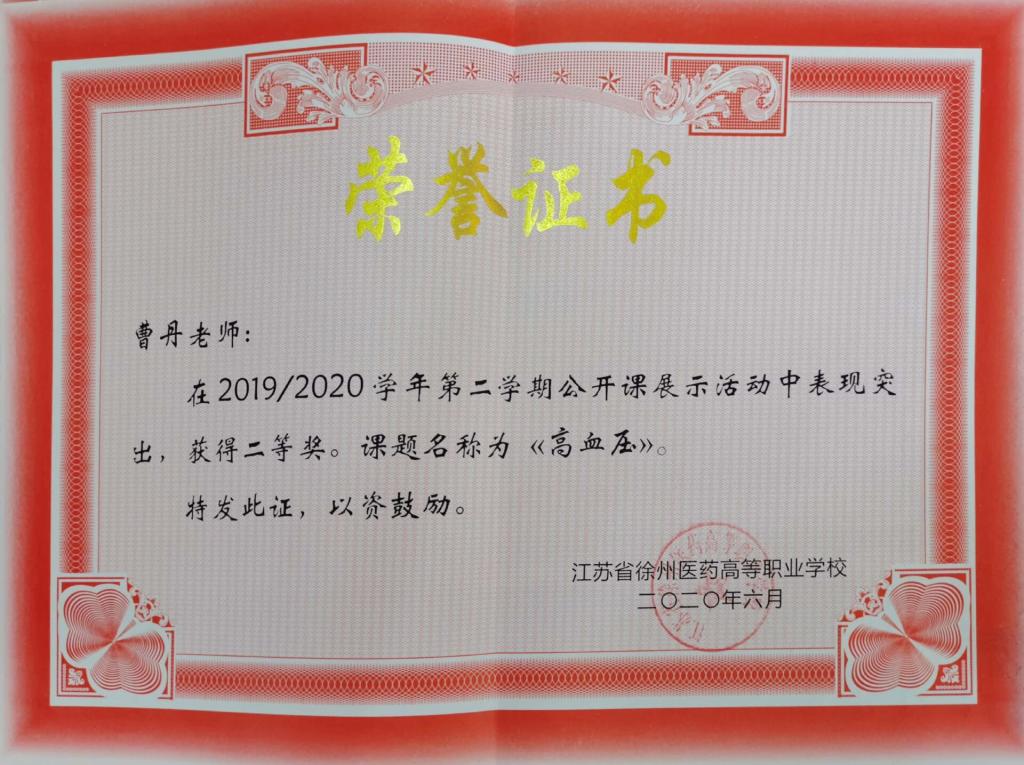 荣誉证书
曹丹老师：
在2019/2020学年第二学期公开课展示活动中表现突
出，获得二等奖。课题名称为《高血压》。
特发此证，以资鼓励。
江苏省徐州医药高等职业学校
二〇二〇年六月